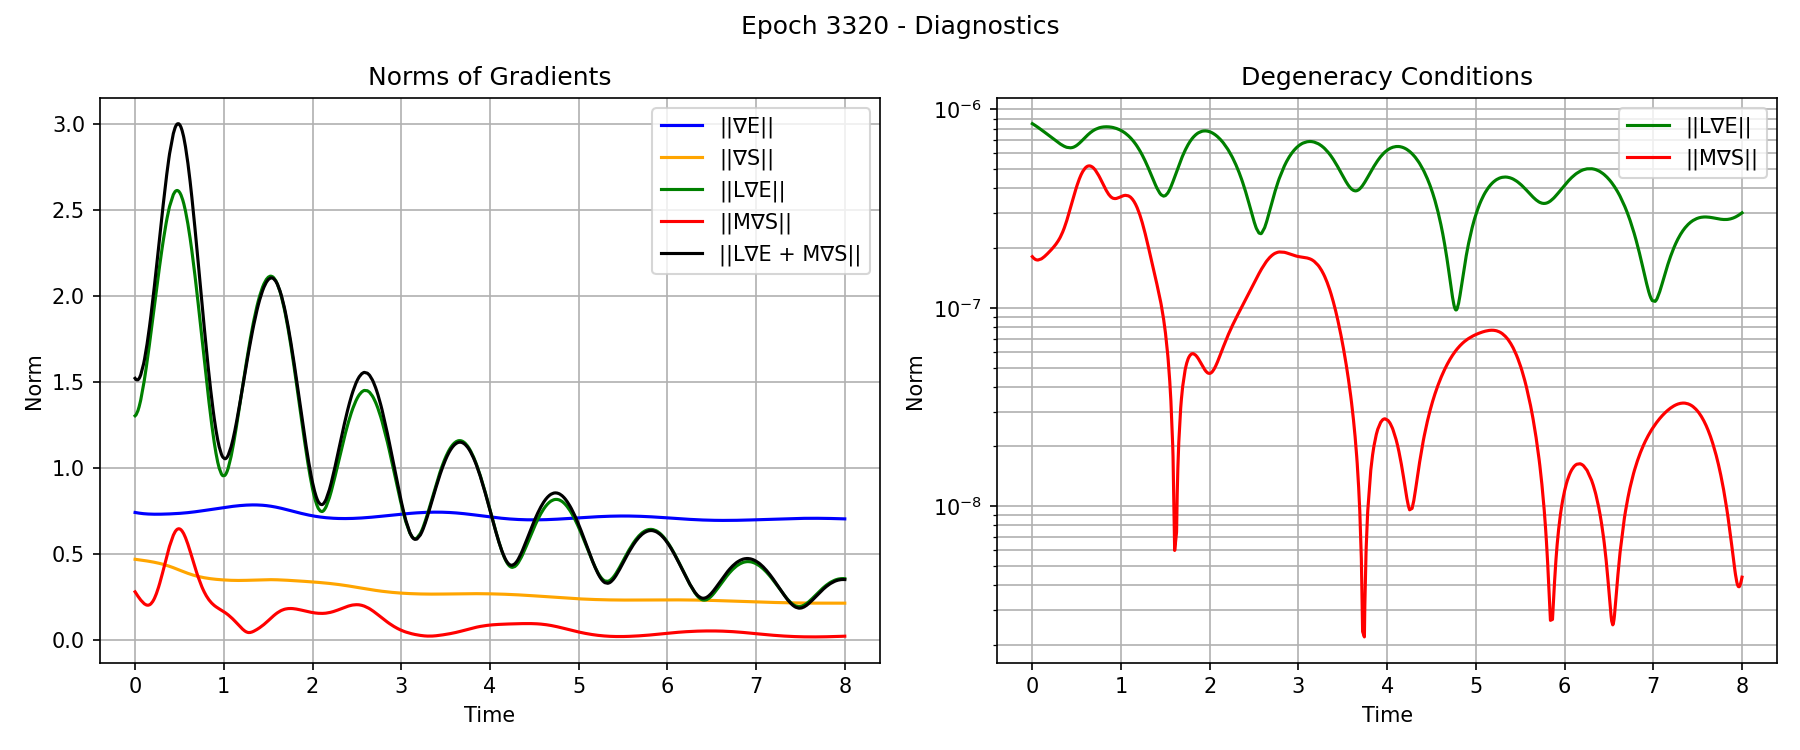 Epoch 3320 - Diagnostics
Norms of Gradients
Norm
3.0
2.5
2.0
1.5
1.0
0.5
0.0
0 1 2 3 4 5 6 7 8
Time
||∇E||
||∇S||
||L∇E||
||M∇S||
||L∇E + M∇S||
Degeneracy Conditions
Norm
10⁻⁶
10⁻⁷
10⁻⁸
0 1 2 3 4 5 6 7 8
Time
||L∇E||
||M∇S||